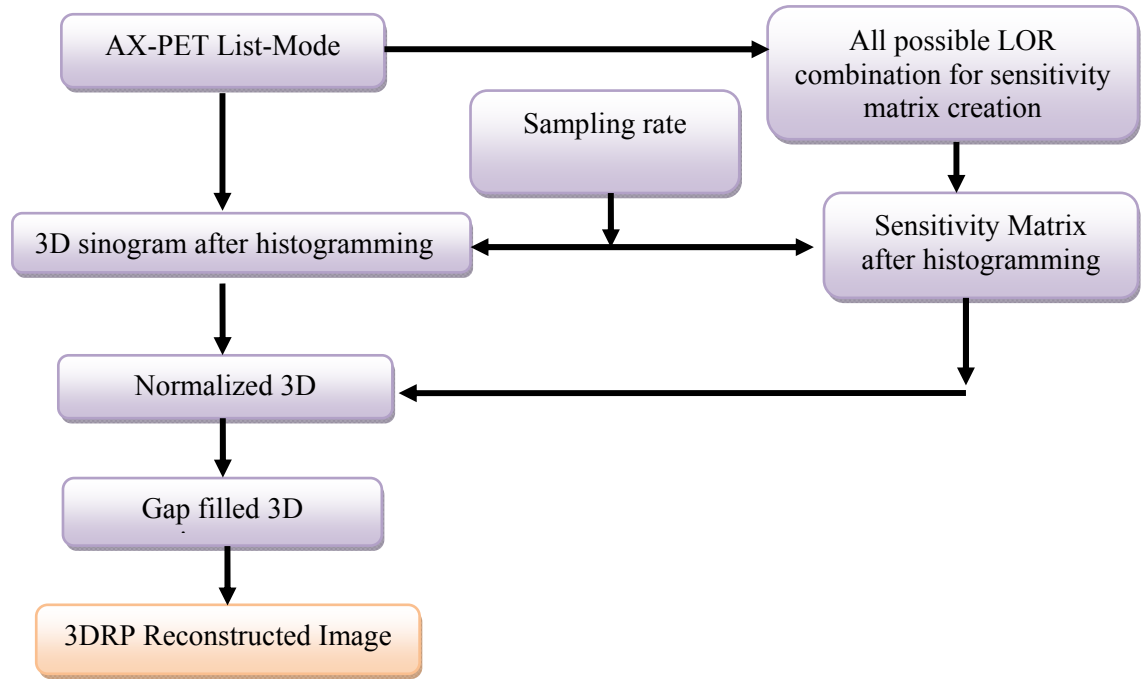 AX-PET List-Mode
All possible LOR
combination for sensitivity
matrix creation
Sampling rate
3D sinogram after histogramming
Sensitivity Matrix
after histogramming
Normalized 3D
Gap filled 3D
3DRP Reconstructed Image